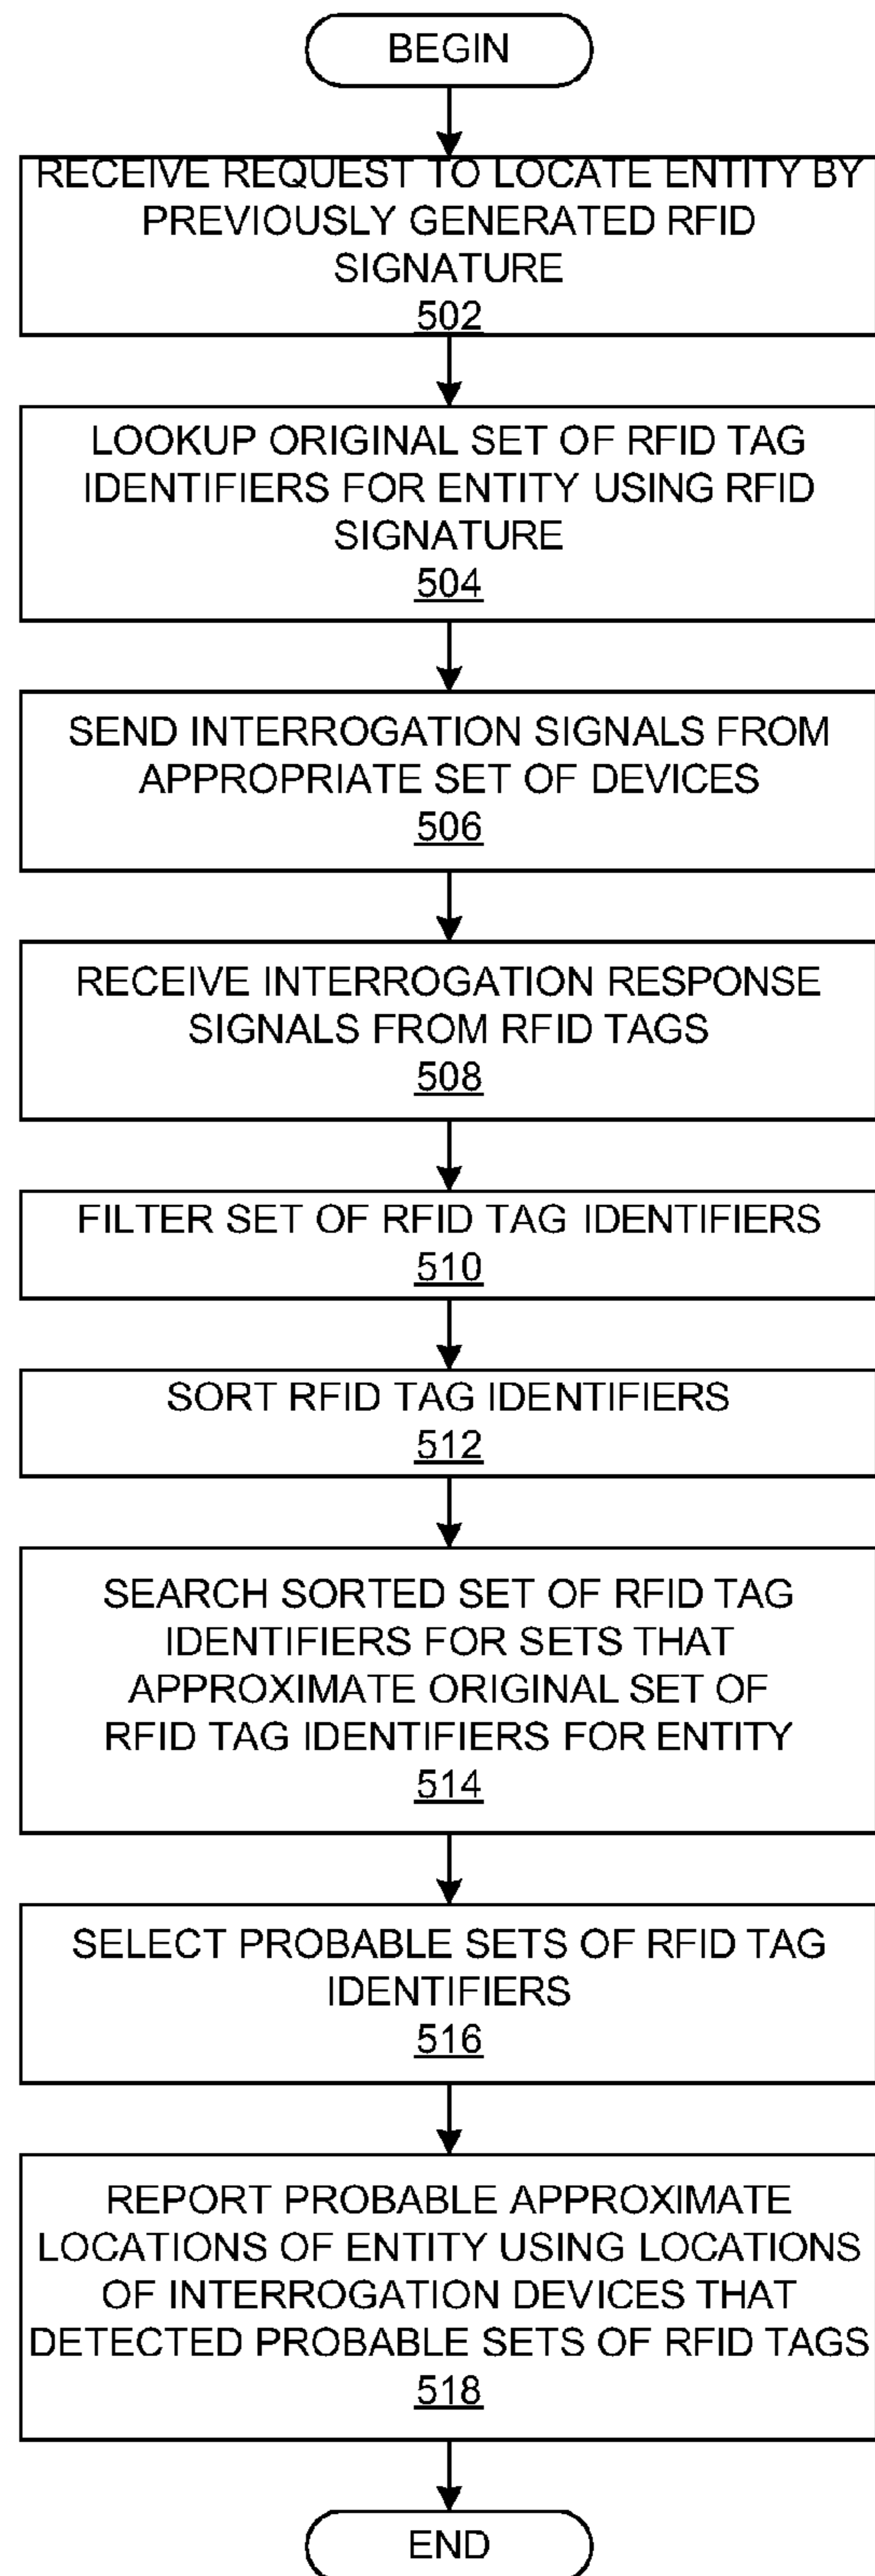 BEGIN
RECEIVE REQUEST TO LOCATE ENTITY BY
PREVIOUSLY GENERATED RFID
SIGNATURE
502
LOOKUP ORIGINAL SET OF RFID TAG
IDENTIFIERS FOR ENTITY USING RFID
SIGNATURE
504
SEND INTERROGATION SIGNALS FROM
APPROPRIATE SET OF DEVICES
506
RECEIVE INTERROGATION RESPONSE
SIGNALS FROM RFID TAGS
508
FILTER SET OF RFID TAG IDENTIFIERS
510
SORT RFID TAG IDENTIFIERS
512
SEARCH SORTED SET OF RFID TAG
IDENTIFIERS FOR SETS THAT
APPROXIMATE ORIGINAL SET OF
RFID TAG IDENTIFIERS FOR ENTITY
514
SELECT PROBABLE SETS OF RFID TAG
IDENTIFIERS
516
REPORT PROBABLE APPROXIMATE
LOCATIONS OF ENTITY USING LOCATIONS
OF INTERROGATION DEVICES THAT
DETECTED PROBABLE SETS OF RFID TAGS
518
END